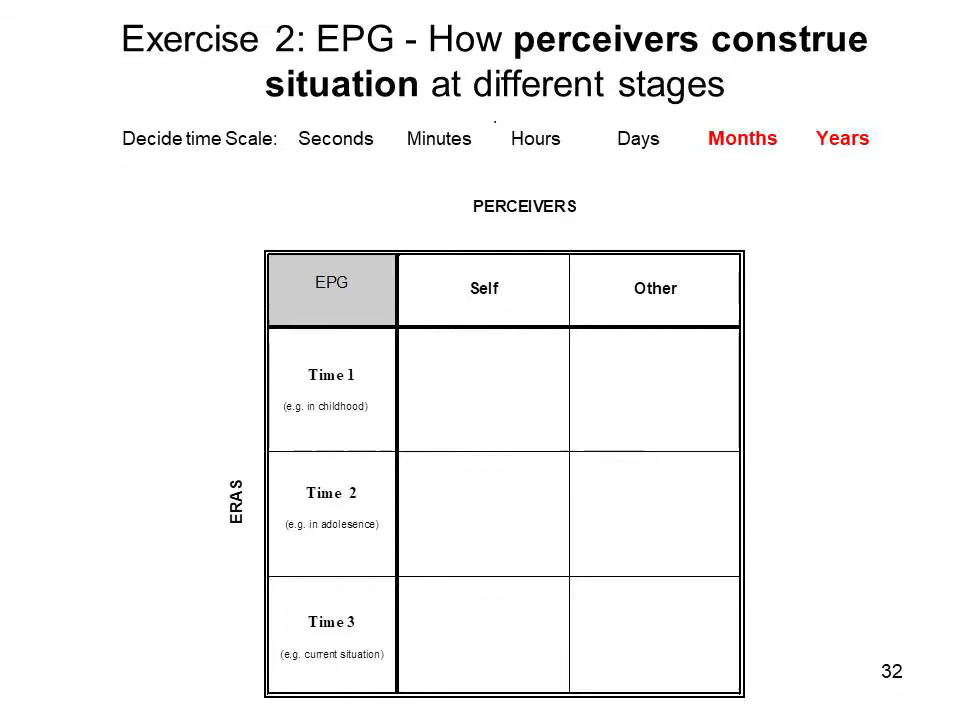 Exercise 2: EPG - How perceivers construe
situation at different stages
Decide time Scale: Seconds Minutes Hours Days Months Years
PERCEIVERS
EPG Self Other
Time 1
(e.g. in childhood)
ERAS
Time 2
(e.g. in adolesence)
Time 3
(e.g. current situation)
32